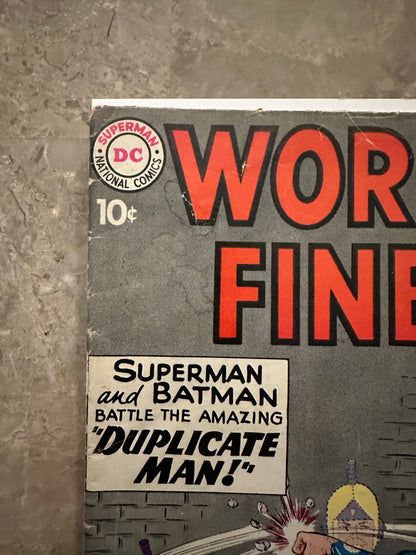 SUPERMAN
DC
NATIONAL COMICS
10¢
WOR
FINE
SUPERMAN
and BATMAN
BATTLE THE AMAZING
"DUPLICATE
MAN!"